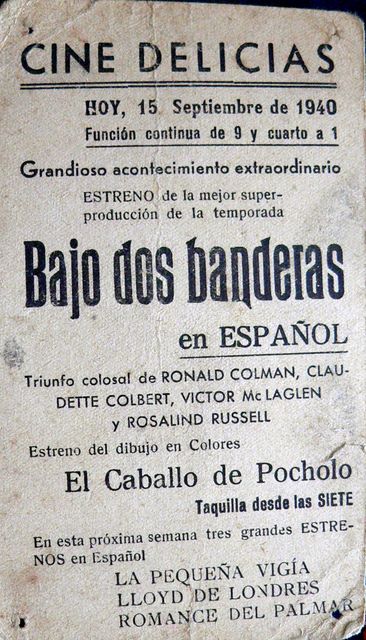 CINE DELICIAS
HOY, 15 Septiembre de 1940
Función continua de 9 y cuarto a 1
Grandioso acontecimiento extraordinario
ESTRENO de la mejor super-
producción de la temporada
Bajo dos banderas
en ESPAÑOL
Triunfo colosal de RONALD COLMAN, CLAU-
DETTE COLBERT, VICTOR Mc LAGLEN
y ROSALIND RUSSELL
Estreno del dibujo en Colores
El Caballo de Pocholo
Taquilla desde las SIETE
En esta próxima semana tres grandes ESTRE-
NOS en Español
LA PEQUEÑA VIGÍA
LLOYD DE LONDRES
ROMANCE DEL PALMAR